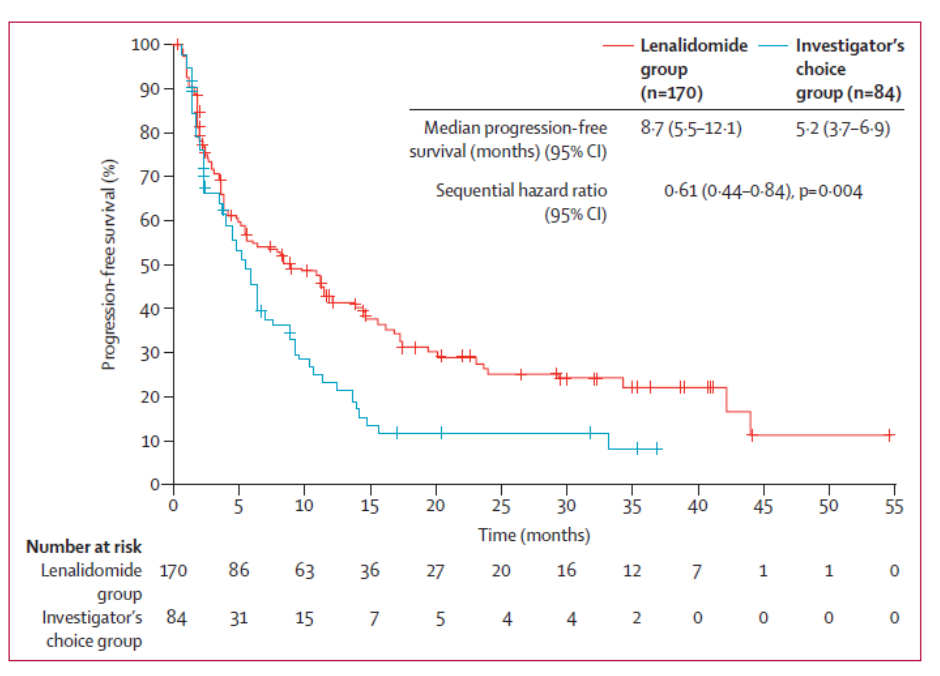 Lenalidomide group (n=170)
Investigator's choice group (n=84)
Median progression-free survival (months) (95% CI)
8·7 (5·5–12·1)
5·2 (3·7–6·9)
Sequential hazard ratio (95% CI)
0·61 (0·44–0·84), p=0·004
Progression-free survival (%)
100
90
80
70
60
50
40
30
20
10
0
0 5 10 15 20 25 30 35 40 45 50 55
Time (months)
Number at risk
Lenalidomide group 170 86 63 36 27 20 16 12 7 1 1 0
Investigator's choice group 84 31 15 7 5 4 4 2 0 0 0 0